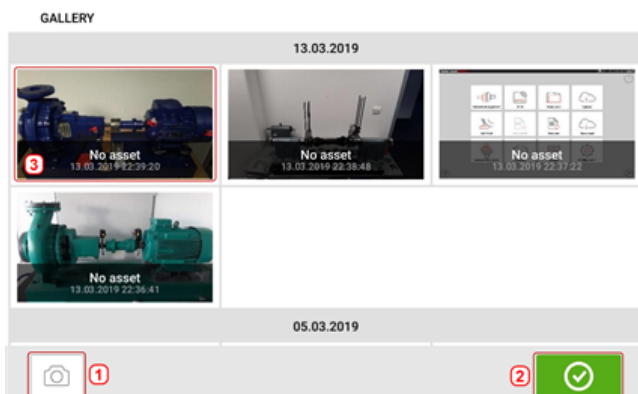 GALLERY
13.03.2019
No asset
13.03.2019 22:39:20
3
No asset
13.03.2019 22:38:48
No asset
13.03.2019 22:37:22
No asset
13.03.2019 22:36:41
05.03.2019
1
2